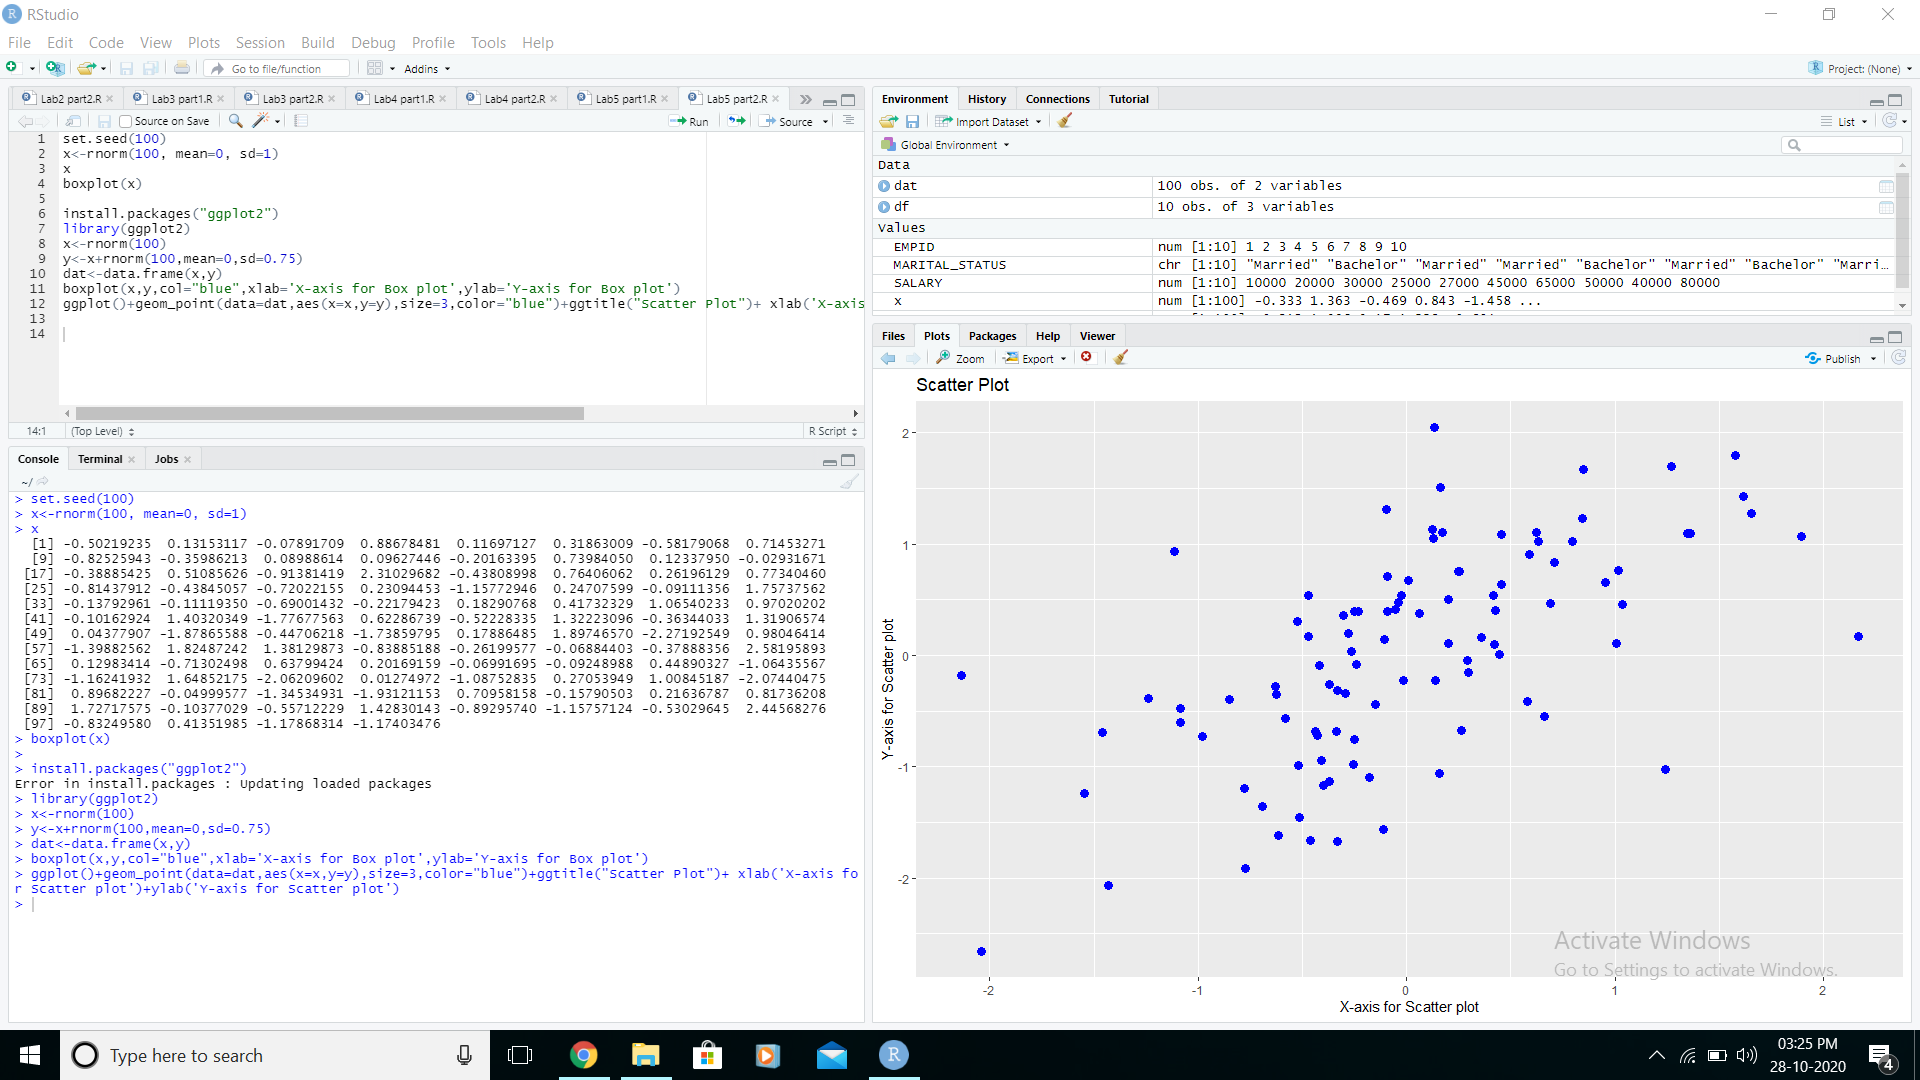 RStudio
File Edit Code View Plots Session Build Debug Profile Tools Help
Go to file/function Addins Project: (None)
Lab2 part2.R Lab3 part1.R Lab3 part2.R Lab4 part1.R Lab4 part2.R Lab5 part1.R Lab5 part2.R
Source on Save Run Source
1 set.seed(100)
2 x<-rnorm(100, mean=0, sd=1)
3 x
4 boxplot(x)
5
6 install.packages("ggplot2")
7 library(ggplot2)
8 x<-rnorm(100)
9 y<-x+rnorm(100,mean=0,sd=0.75)
10 dat<-data.frame(x,y)
11 boxplot(x,y,col="blue",xlab='X-axis for Box plot',ylab='Y-axis for Box plot')
12 ggplot()+geom_point(data=dat,aes(x=x,y=y),size=3,color="blue")+ggtitle("Scatter Plot")+ xlab('X-axis
13
14
14:1 (Top Level) R Script
Console Terminal Jobs
~/
> set.seed(100)
> x<-rnorm(100, mean=0, sd=1)
> x
[1] -0.50219235 0.13153117 -0.07891709 0.88678481 0.11697127 0.31863009 -0.58179068 0.71453271
[9] -0.82525943 -0.35986213 0.08988614 0.09627446 -0.20163395 0.73984050 0.12337950 -0.02931671
[17] -0.38885425 0.51085626 -0.91381419 2.31029682 -0.43808998 0.76406062 0.26196129 0.77340460
[25] -0.81437912 -0.43845057 -0.72022155 0.23094453 -1.15772946 0.24707599 -0.09111356 1.75737562
[33] -0.13792961 -0.11119350 -0.69001432 -0.22179423 0.18290768 0.41732329 1.06540233 0.97020202
[41] -0.10162924 1.40320349 -1.77677563 0.62286739 -0.52228335 1.32223096 -0.36344033 1.31906574
[49] 0.04377907 -1.87865588 -0.44706218 -1.73859795 0.17886485 1.89746570 -2.27192549 0.98046414
[57] -1.39882562 1.82487242 1.38129873 -0.83885188 -0.26199577 -0.06884403 -0.37888356 2.58195893
[65] 0.12983414 -0.71302498 0.63799424 0.20169159 -0.06991695 -0.09248988 0.44890327 -1.06435567
[73] -1.16241932 1.64852175 -2.06209602 0.01274972 -1.08752835 0.27053949 1.00845187 -2.07440475
[81] 0.89682227 -0.04999577 -1.34534931 -1.93121153 0.70958158 -0.15790503 0.21636787 0.81736208
[89] 1.72717575 -0.10377029 -0.55712229 1.42830143 -0.89295740 -1.15757124 -0.53029645 2.44568276
[97] -0.83249580 0.41351985 -1.17868314 -1.17403476
> boxplot(x)
>
> install.packages("ggplot2")
Error in install.packages : Updating loaded packages
> library(ggplot2)
> x<-rnorm(100)
> y<-x+rnorm(100,mean=0,sd=0.75)
> dat<-data.frame(x,y)
> boxplot(x,y,col="blue",xlab='X-axis for Box plot',ylab='Y-axis for Box plot')
> ggplot()+geom_point(data=dat,aes(x=x,y=y),size=3,color="blue")+ggtitle("Scatter Plot")+ xlab('X-axis fo
r Scatter plot')+ylab('Y-axis for Scatter plot')
>
Environment History Connections Tutorial
Import Dataset List
Global Environment
Data
dat 100 obs. of 2 variables
df 10 obs. of 3 variables
Values
EMPID num [1:10] 1 2 3 4 5 6 7 8 9 10
MARITAL_STATUS chr [1:10] "Married" "Bachelor" "Married" "Married" "Bachelor" "Married" "Bachelor" "Marri…
SALARY num [1:10] 10000 20000 30000 25000 27000 45000 65000 50000 40000 80000
x num [1:100] -0.333 1.363 -0.469 0.843 -1.458 ...
Files Plots Packages Help Viewer
Zoom Export Publish
Scatter Plot
2
1
0
-1
-2
Y-axis for Scatter plot
-2 -1 0 1 2
X-axis for Scatter plot
Activate Windows
Go to Settings to activate Windows.
Type here to search
03:25 PM
28-10-2020
4